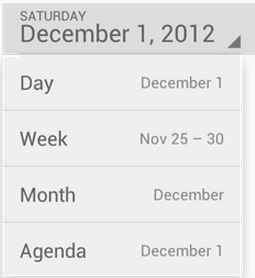 SATURDAY
December 1, 2012
Day December 1
Week Nov 25 – 30
Month December
Agenda December 1